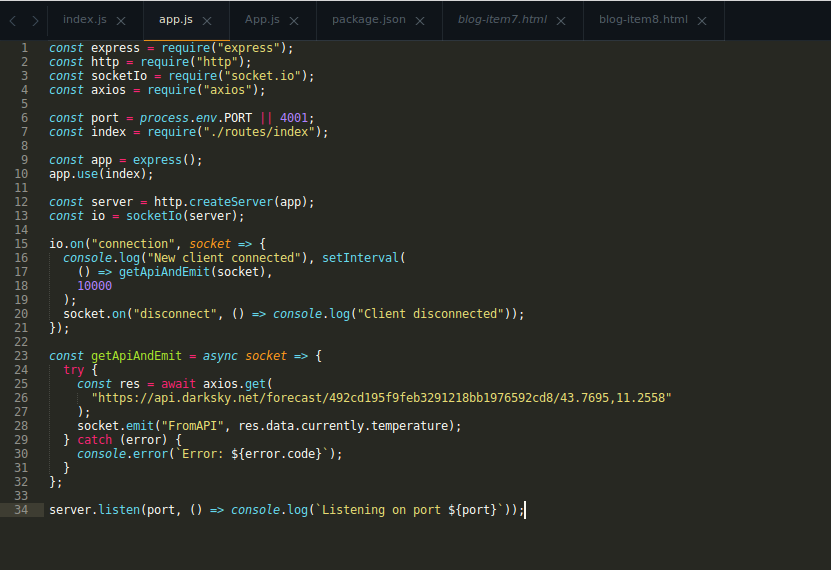 index.js app.js App.js package.json blog-item7.html blog-item8.html
1 const express = require("express");
2 const http = require("http");
3 const socketIo = require("socket.io");
4 const axios = require("axios");
5
6 const port = process.env.PORT || 4001;
7 const index = require("./routes/index");
8
9 const app = express();
10 app.use(index);
11
12 const server = http.createServer(app);
13 const io = socketIo(server);
14
15 io.on("connection", socket => {
16   console.log("New client connected"), setInterval(
17     () => getApiAndEmit(socket),
18     10000
19   );
20   socket.on("disconnect", () => console.log("Client disconnected"));
21 });
22
23 const getApiAndEmit = async socket => {
24   try {
25     const res = await axios.get(
26       "https://api.darksky.net/forecast/492cd195f9feb3291218bb1976592cd8/43.7695,11.2558"
27     );
28     socket.emit("FromAPI", res.data.currently.temperature);
29   } catch (error) {
30     console.error(`Error: ${error.code}`);
31   }
32 };
33
34 server.listen(port, () => console.log(`Listening on port ${port}`));